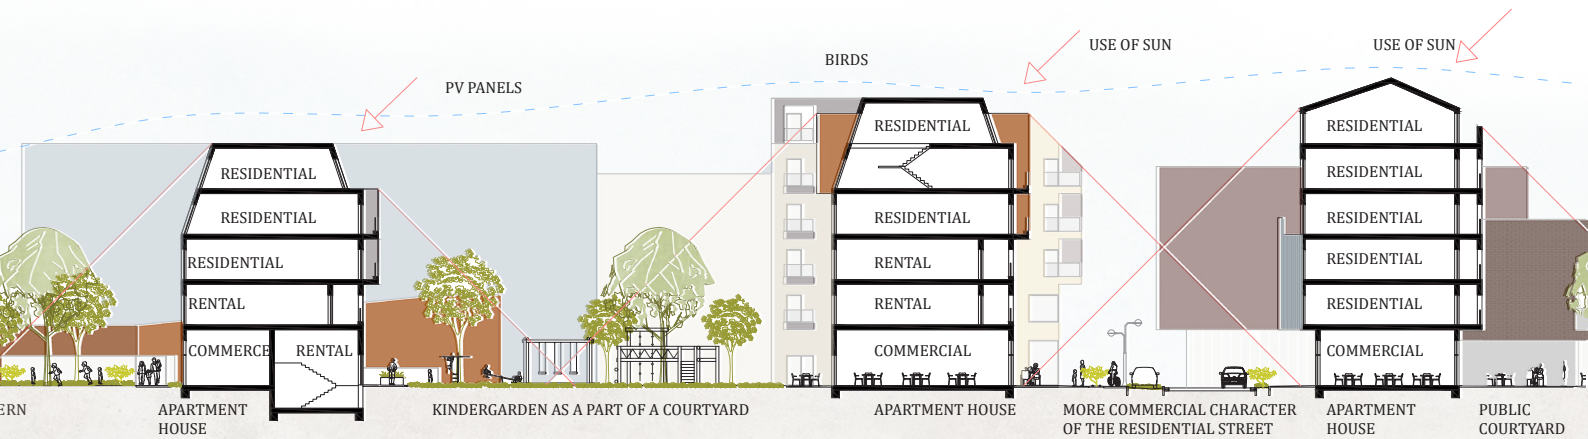 USE OF SUN
USE OF SUN
BIRDS
PV PANELS
RESIDENTIAL
RESIDENTIAL
RESIDENTIAL
RENTAL
COMMERCE
RENTAL
RESIDENTIAL
RESIDENTIAL
RENTAL
RENTAL
COMMERCIAL
RESIDENTIAL
RESIDENTIAL
RESIDENTIAL
RESIDENTIAL
RESIDENTIAL
COMMERCIAL
ERN
APARTMENT
HOUSE
KINDERGARDEN AS A PART OF A COURTYARD
APARTMENT HOUSE
MORE COMMERCIAL CHARACTER
OF THE RESIDENTIAL STREET
APARTMENT
HOUSE
PUBLIC
COURTYARD